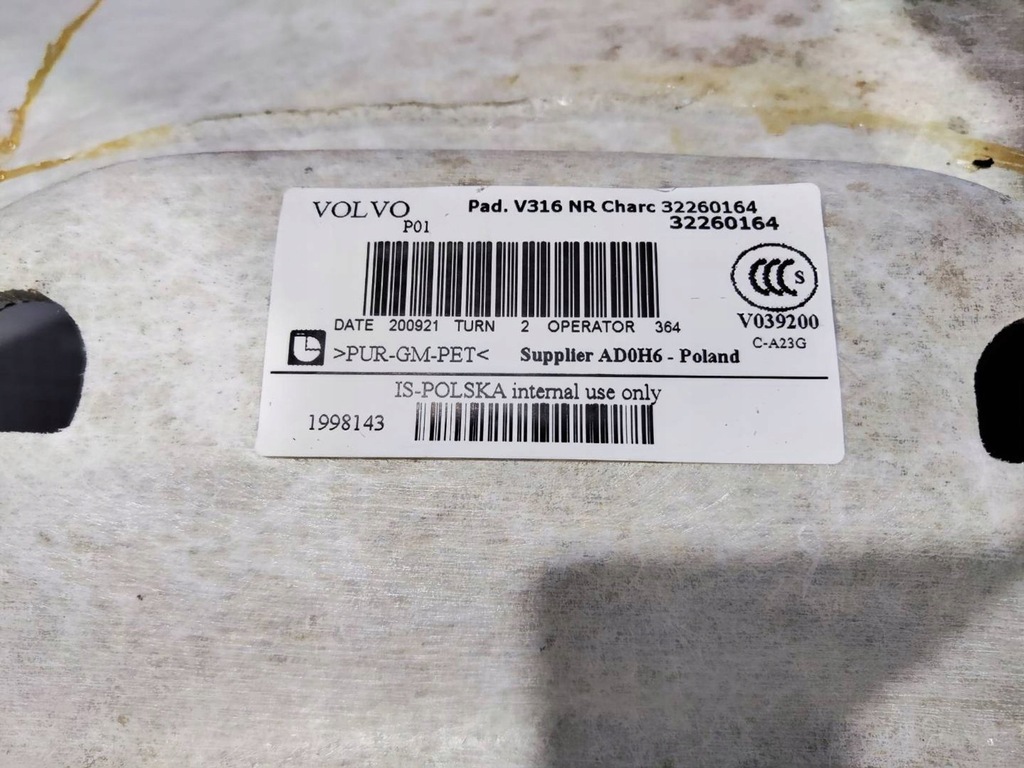 VOLVO
P01
Pad. V316 NR Charc 32260164
32260164
CCC S
V039200
C-A23G
DATE 200921 TURN 2 OPERATOR 364
>PUR-GM-PET< Supplier AD0H6 - Poland
IS-POLSKA internal use only
1998143